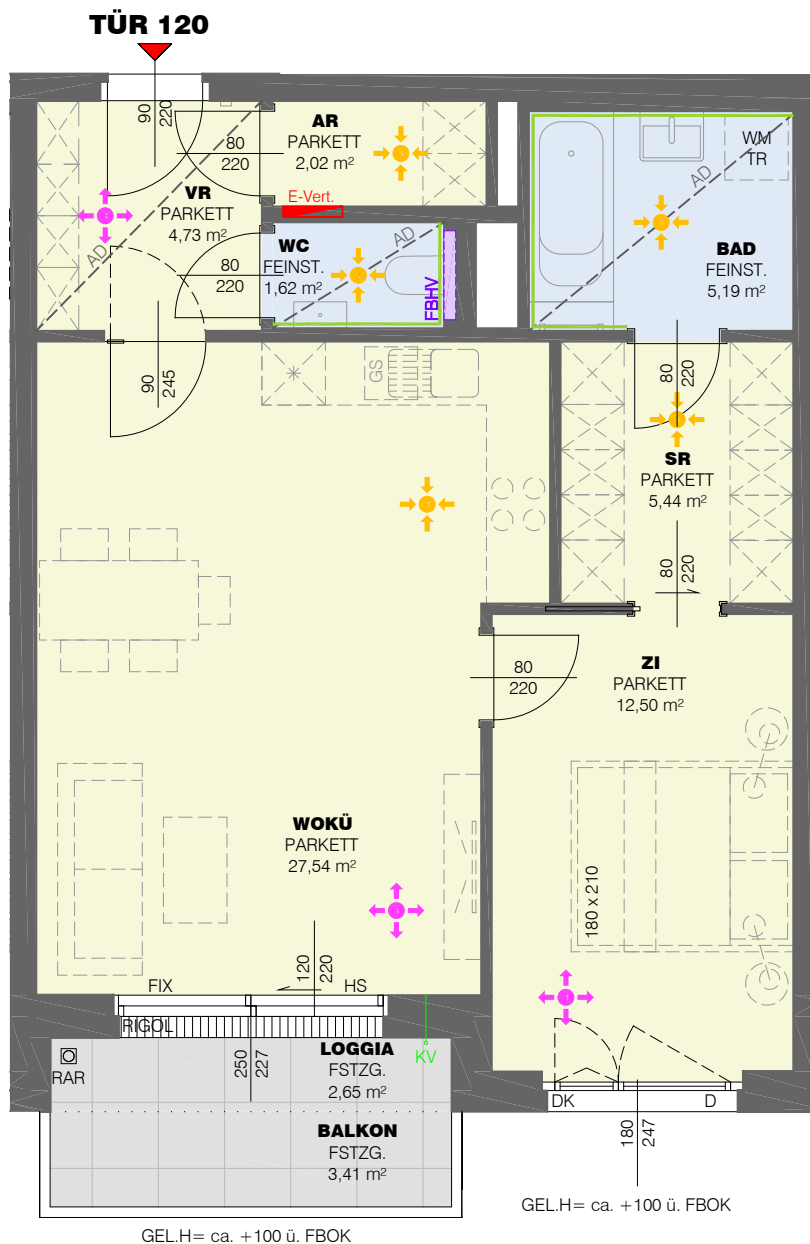 TÜR 120
90
220
AR
PARKETT
2,02 m²
80
220
E-Vert.
VR
PARKETT
4,73 m²
AD
WC
FEINST.
1,62 m²
AD
80
220
FBHV
WM
TR
AD
BAD
FEINST.
5,19 m²
90
245
GS
80
220
SR
PARKETT
5,44 m²
80
220
80
220
ZI
PARKETT
12,50 m²
WOKÜ
PARKETT
27,54 m²
180 x 210
120
220
FIX
HS
RIGOL
250
227
KV
RAR
LOGGIA
FSTZG.
2,65 m²
BALKON
FSTZG.
3,41 m²
DK
D
180
247
GEL.H= ca. +100 ü. FBOK
GEL.H= ca. +100 ü. FBOK